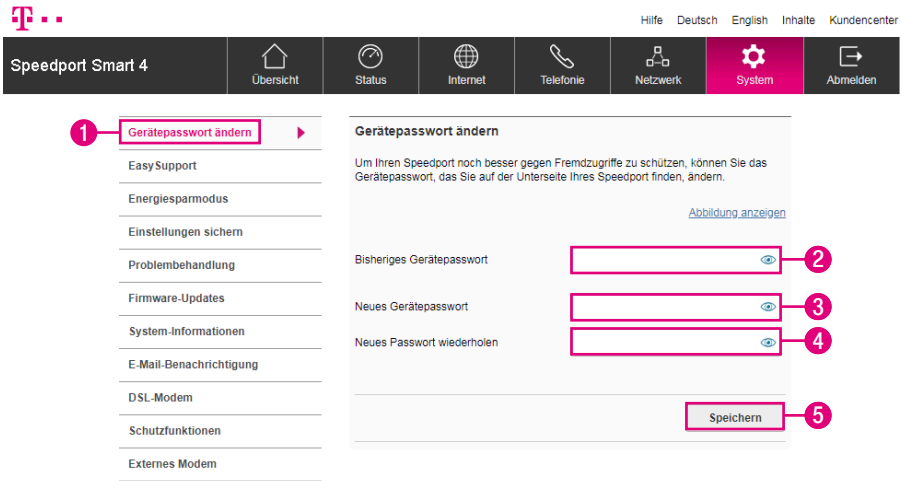 T
Hilfe Deutsch English Inhalte Kundencenter
Speedport Smart 4
Übersicht
Status
Internet
Telefonie
Netzwerk
System
Abmelden
1
Gerätepasswort ändern
EasySupport
Energiesparmodus
Einstellungen sichern
Problembehandlung
Firmware-Updates
System-Informationen
E-Mail-Benachrichtigung
DSL-Modem
Schutzfunktionen
Externes Modem
Gerätepasswort ändern
Um Ihren Speedport noch besser gegen Fremdzugriffe zu schützen, können Sie das
Gerätepasswort, das Sie auf der Unterseite Ihres Speedport finden, ändern.
Abbildung anzeigen
Bisheriges Gerätepasswort
2
Neues Gerätepasswort
3
Neues Passwort wiederholen
4
Speichern
5